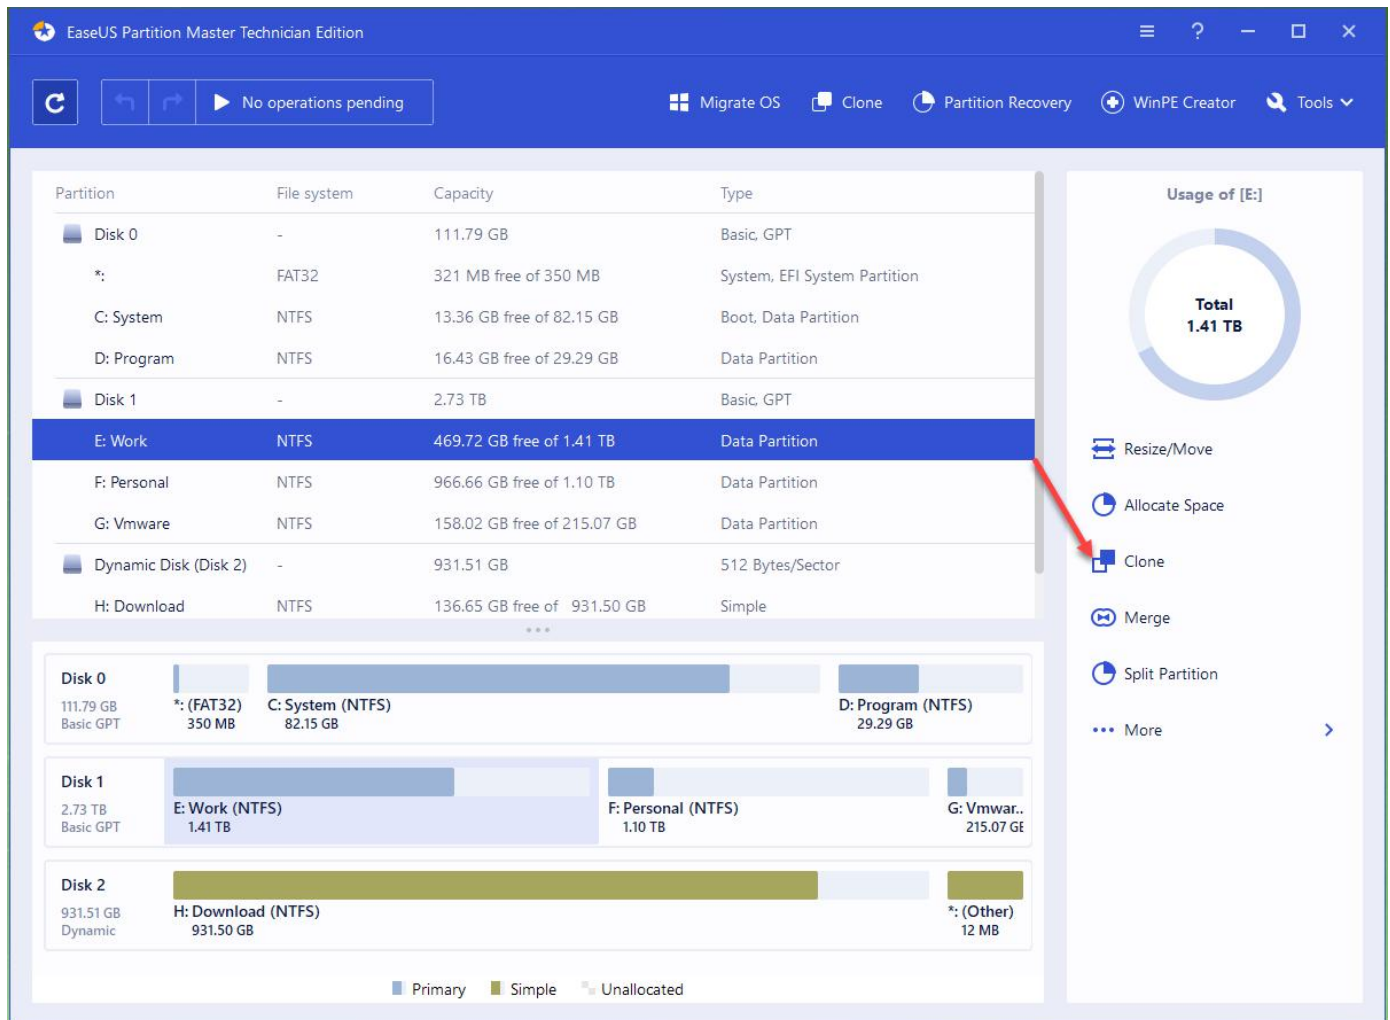 EaseUS Partition Master Technician Edition
No operations pending
Migrate OS
Clone
Partition Recovery
WinPE Creator
Tools
Partition File system Capacity Type
Disk 0 - 111.79 GB Basic, GPT
*: FAT32 321 MB free of 350 MB System, EFI System Partition
C: System NTFS 13.36 GB free of 82.15 GB Boot, Data Partition
D: Program NTFS 16.43 GB free of 29.29 GB Data Partition
Disk 1 - 2.73 TB Basic, GPT
E: Work NTFS 469.72 GB free of 1.41 TB Data Partition
F: Personal NTFS 966.66 GB free of 1.10 TB Data Partition
G: Vmware NTFS 158.02 GB free of 215.07 GB Data Partition
Dynamic Disk (Disk 2) - 931.51 GB 512 Bytes/Sector
H: Download NTFS 136.65 GB free of 931.50 GB Simple
Usage of [E:]
Total
1.41 TB
Resize/Move
Allocate Space
Clone
Merge
Split Partition
More
Disk 0
111.79 GB
Basic GPT
*: (FAT32)
350 MB
C: System (NTFS)
82.15 GB
D: Program (NTFS)
29.29 GB
Disk 1
2.73 TB
Basic GPT
E: Work (NTFS)
1.41 TB
F: Personal (NTFS)
1.10 TB
G: Vmwar..
215.07 GE
Disk 2
931.51 GB
Dynamic
H: Download (NTFS)
931.50 GB
*: (Other)
12 MB
Primary Simple Unallocated